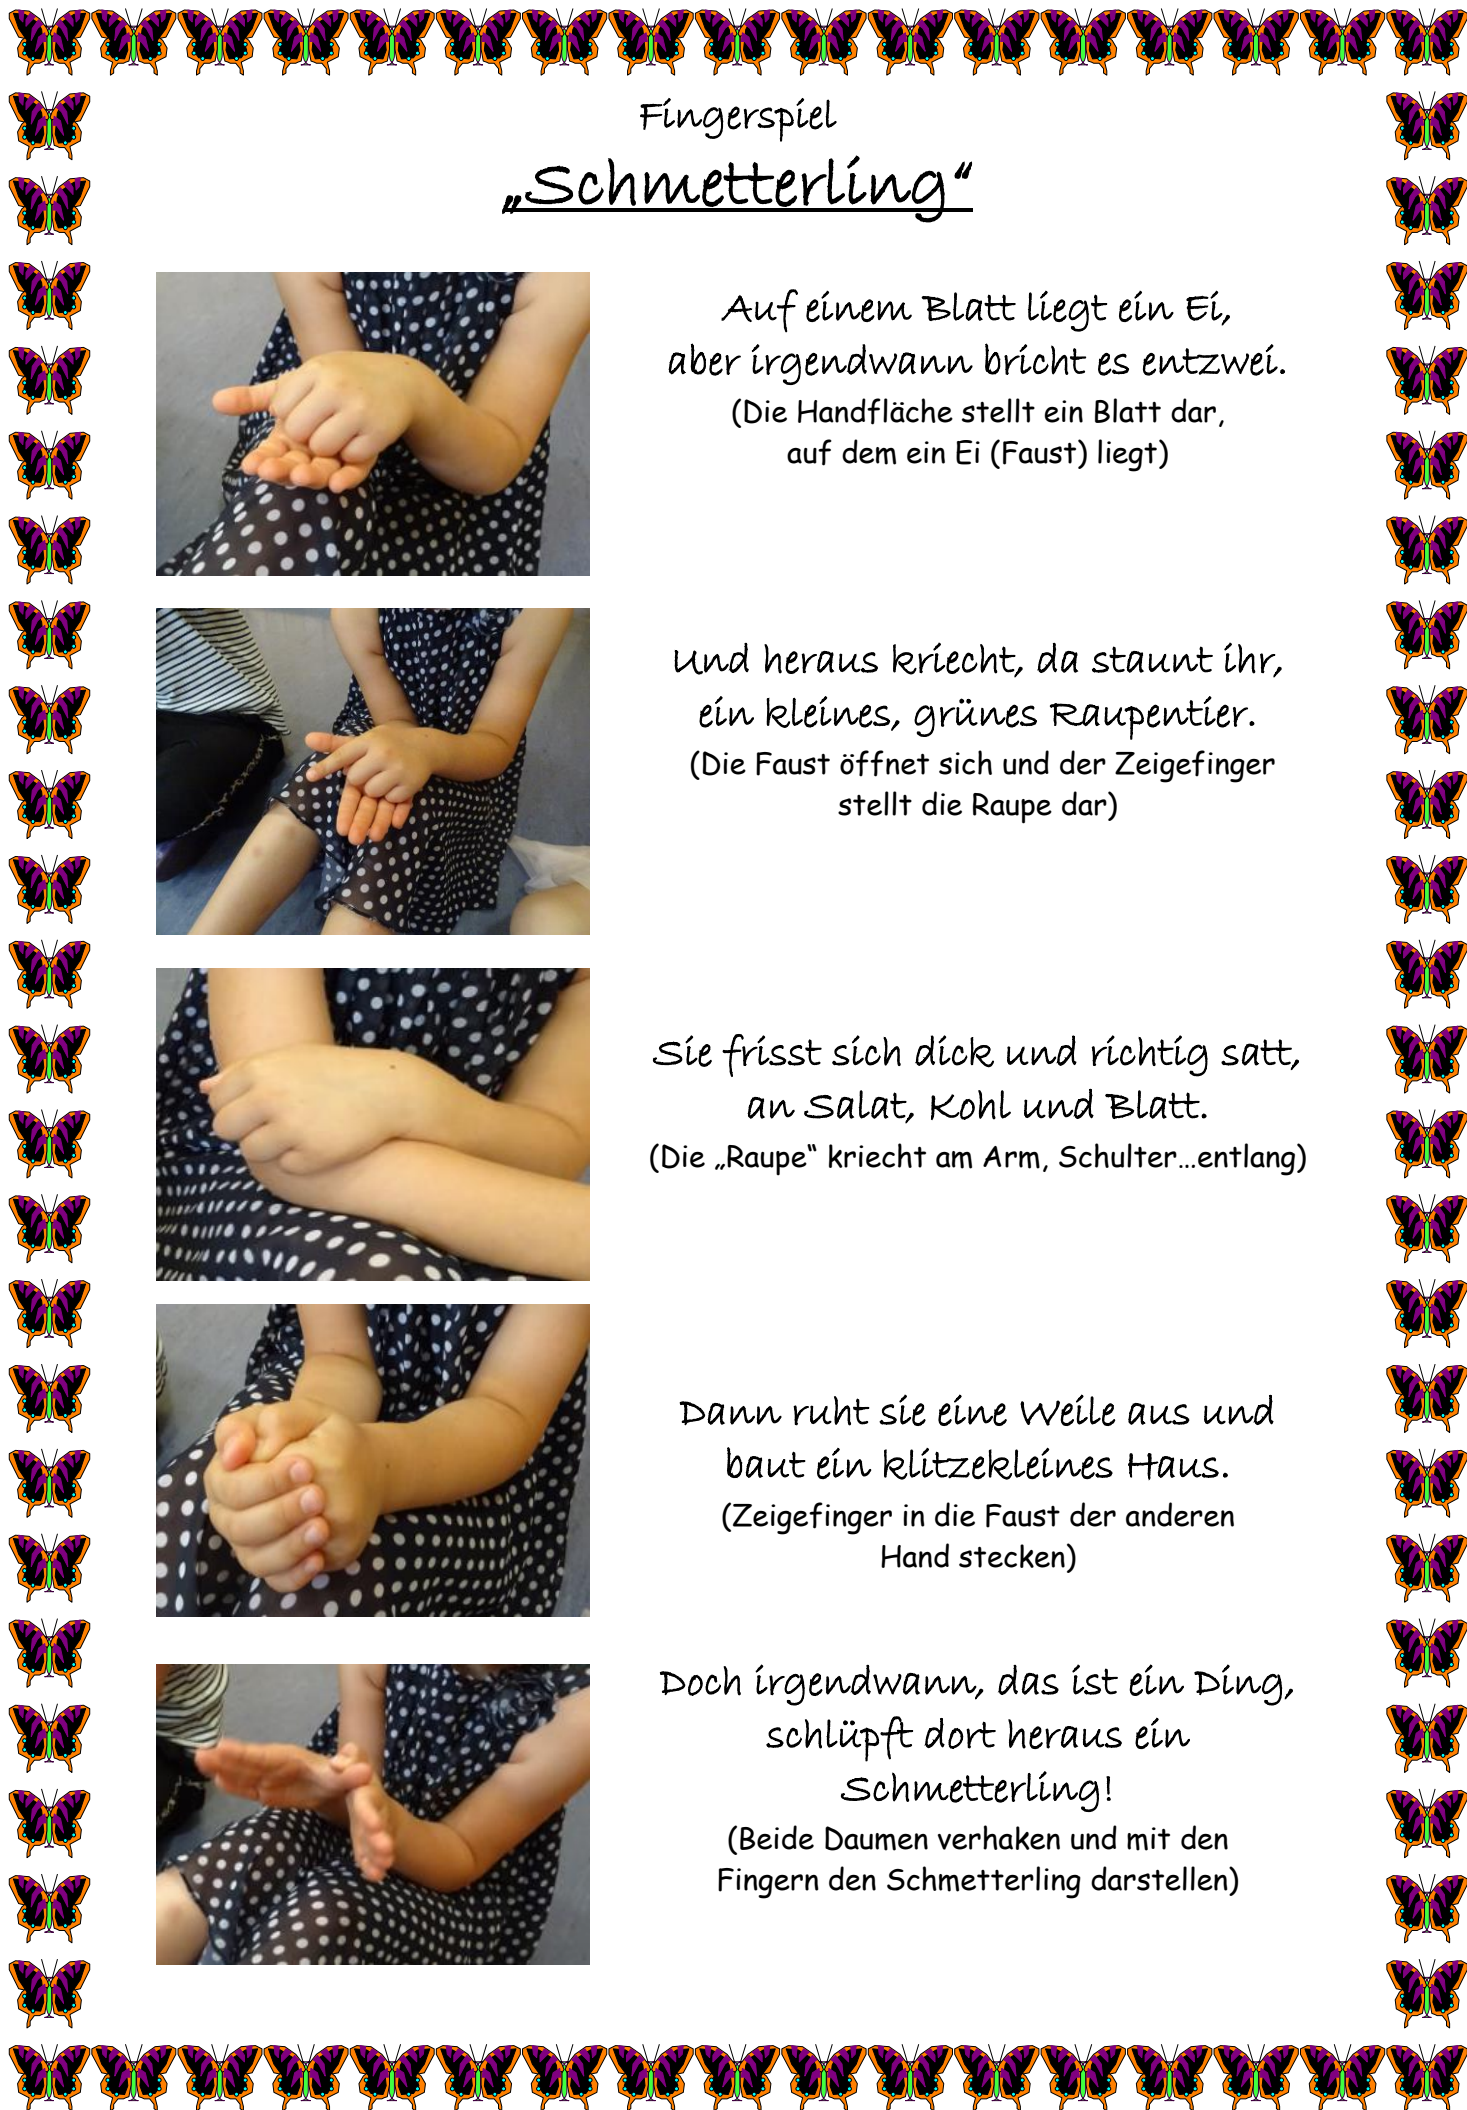 Fingerspiel
„Schmetterling“
Auf einem Blatt liegt ein Ei,
aber irgendwann bricht es entzwei.
(Die Handfläche stellt ein Blatt dar,
auf dem ein Ei (Faust) liegt)
Und heraus kriecht, da staunt ihr,
ein kleines, grünes Raupentier.
(Die Faust öffnet sich und der Zeigefinger
stellt die Raupe dar)
Sie frisst sich dick und richtig satt,
an Salat, Kohl und Blatt.
(Die „Raupe“ kriecht am Arm, Schulter…entlang)
Dann ruht sie eine Weile aus und
baut ein klitzekleines Haus.
(Zeigefinger in die Faust der anderen
Hand stecken)
Doch irgendwann, das ist ein Ding,
schlüpft dort heraus ein
Schmetterling!
(Beide Daumen verhaken und mit den
Fingern den Schmetterling darstellen)